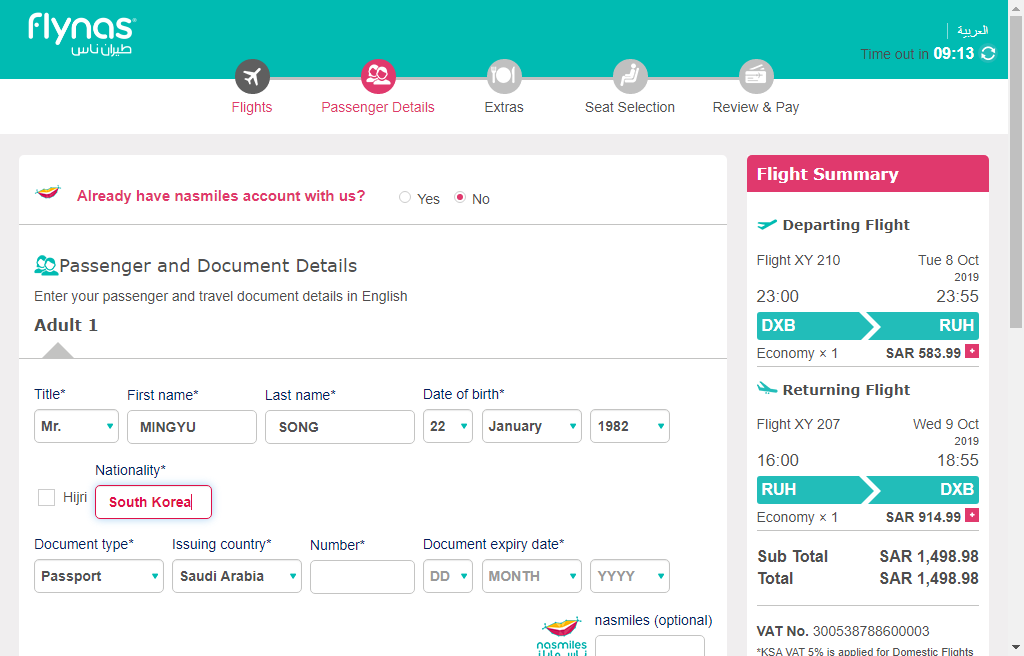 flynas
طيران ناس
العربية
Time out in 09:13
Flights
Passenger Details
Extras
Seat Selection
Review & Pay
Already have nasmiles account with us?
Yes
No
Passenger and Document Details
Enter your passenger and travel document details in English
Adult 1
Title*
First name*
Last name*
Date of birth*
Mr.
MINGYU
SONG
22
January
1982
Nationality*
Hijri
South Korea
Document type*
Issuing country*
Number*
Document expiry date*
Passport
Saudi Arabia
DD
MONTH
YYYY
nasmiles (optional)
nasmiles
Flight Summary
Departing Flight
Flight XY 210
Tue 8 Oct
2019
23:00
23:55
DXB
RUH
Economy × 1
SAR 583.99
Returning Flight
Flight XY 207
Wed 9 Oct
2019
16:00
18:55
RUH
DXB
Economy × 1
SAR 914.99
Sub Total
SAR 1,498.98
Total
SAR 1,498.98
VAT No. 300538788600003
*KSA VAT 5% is applied for Domestic Flights